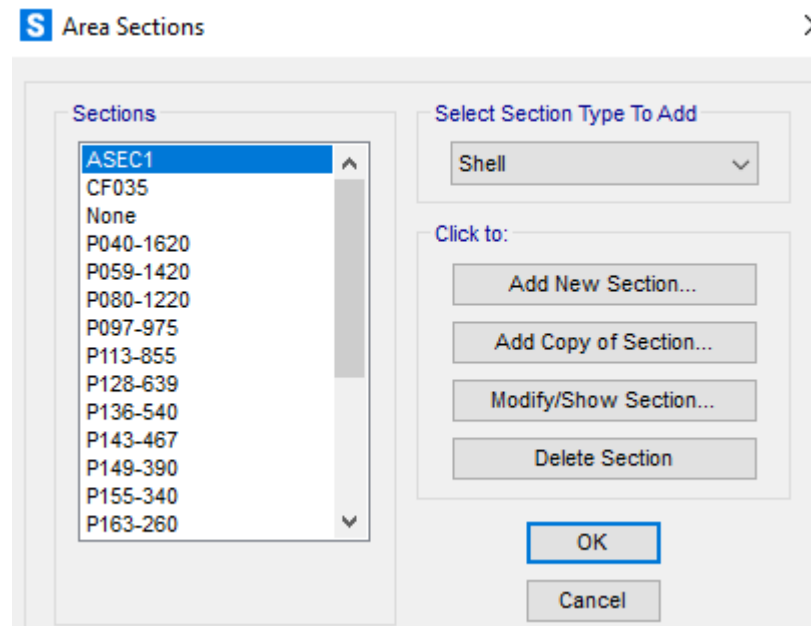 S Area Sections
Sections
ASEC1
CF035
None
P040-1620
P059-1420
P080-1220
P097-975
P113-855
P128-639
P136-540
P143-467
P149-390
P155-340
P163-260
Select Section Type To Add
Shell
Click to:
Add New Section...
Add Copy of Section...
Modify/Show Section...
Delete Section
OK
Cancel